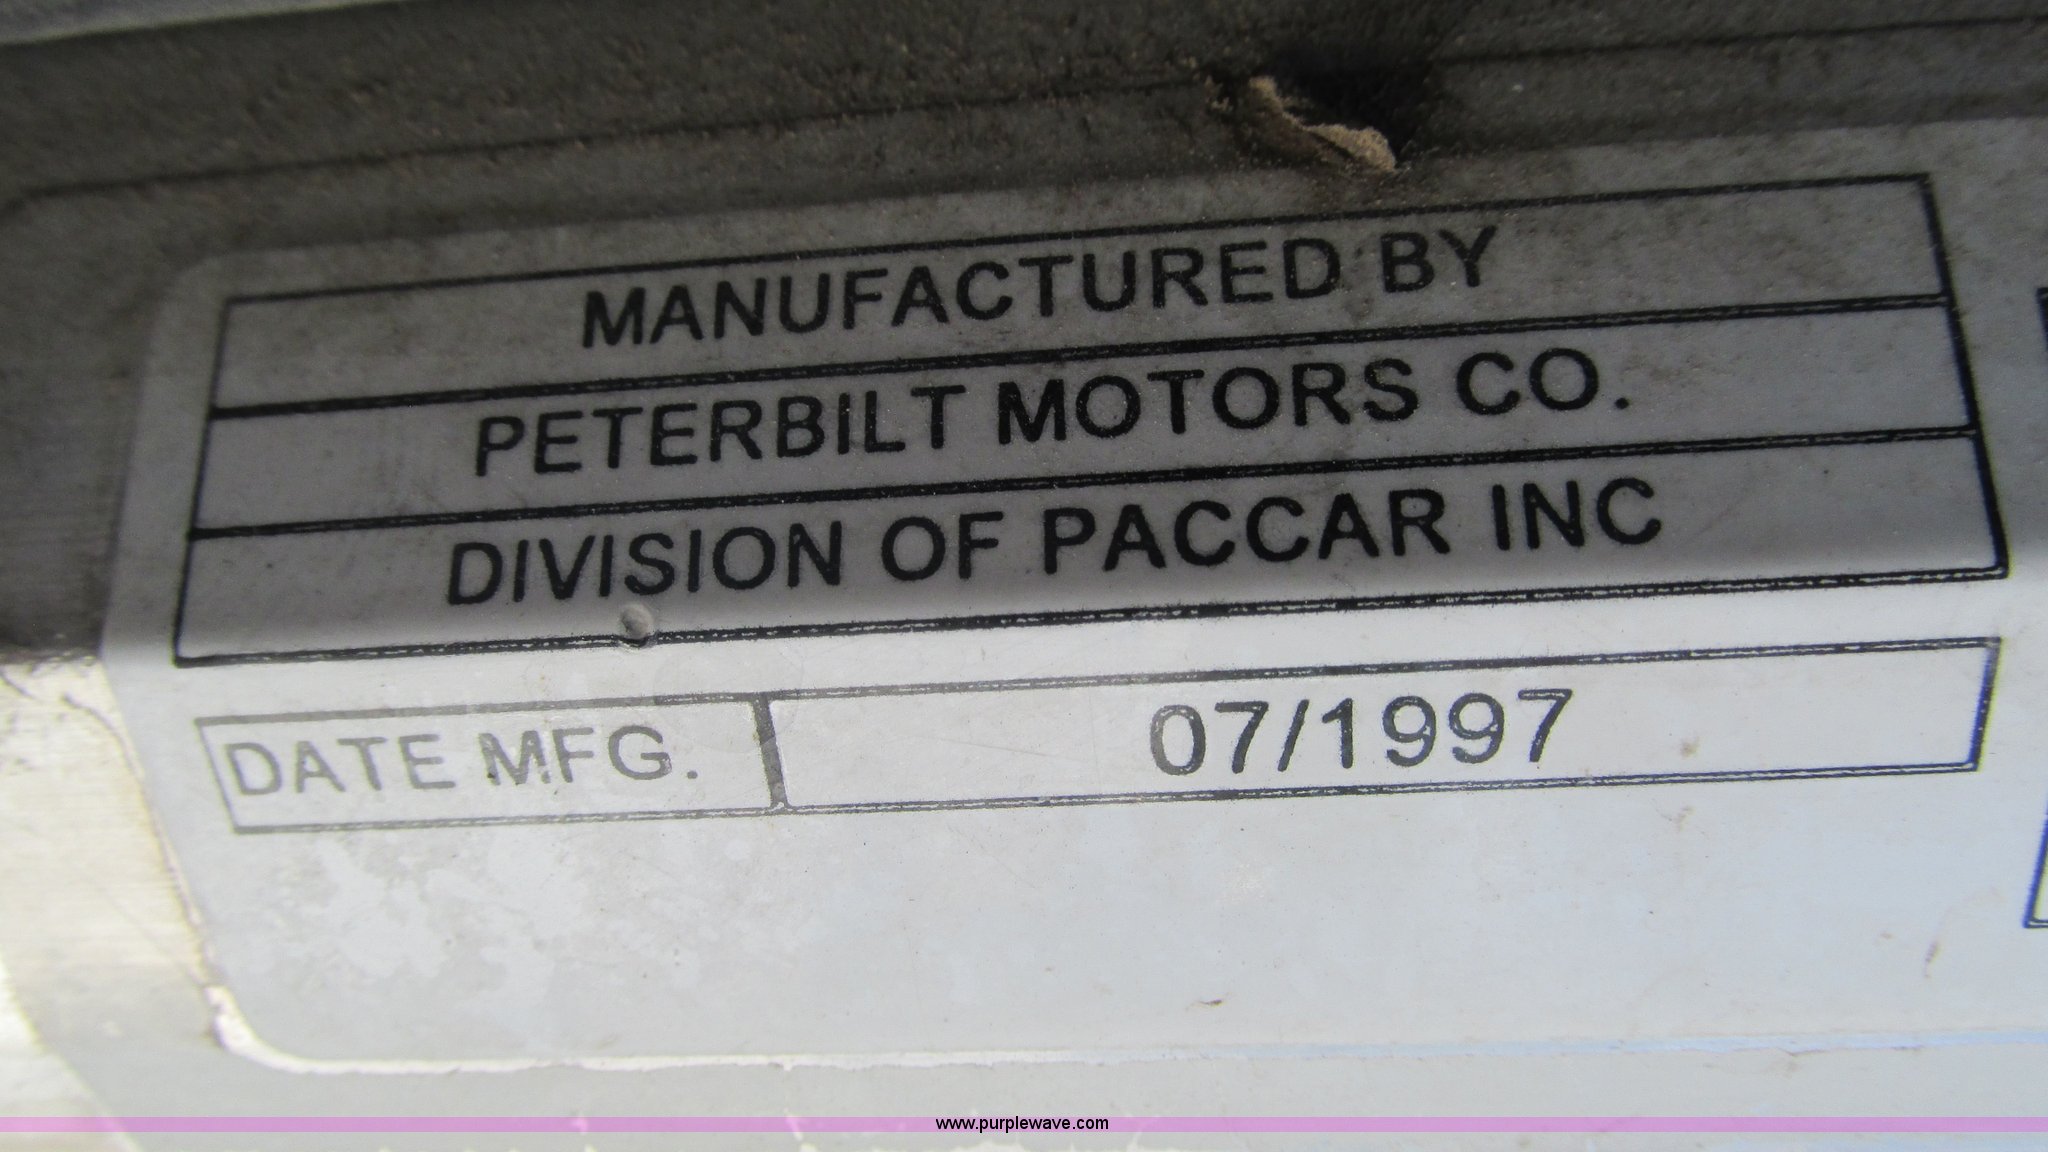 MANUFACTURED BY
PETERBILT MOTORS CO.
DIVISION OF PACCAR INC
DATE MFG. 07/1997
www.purplewave.com